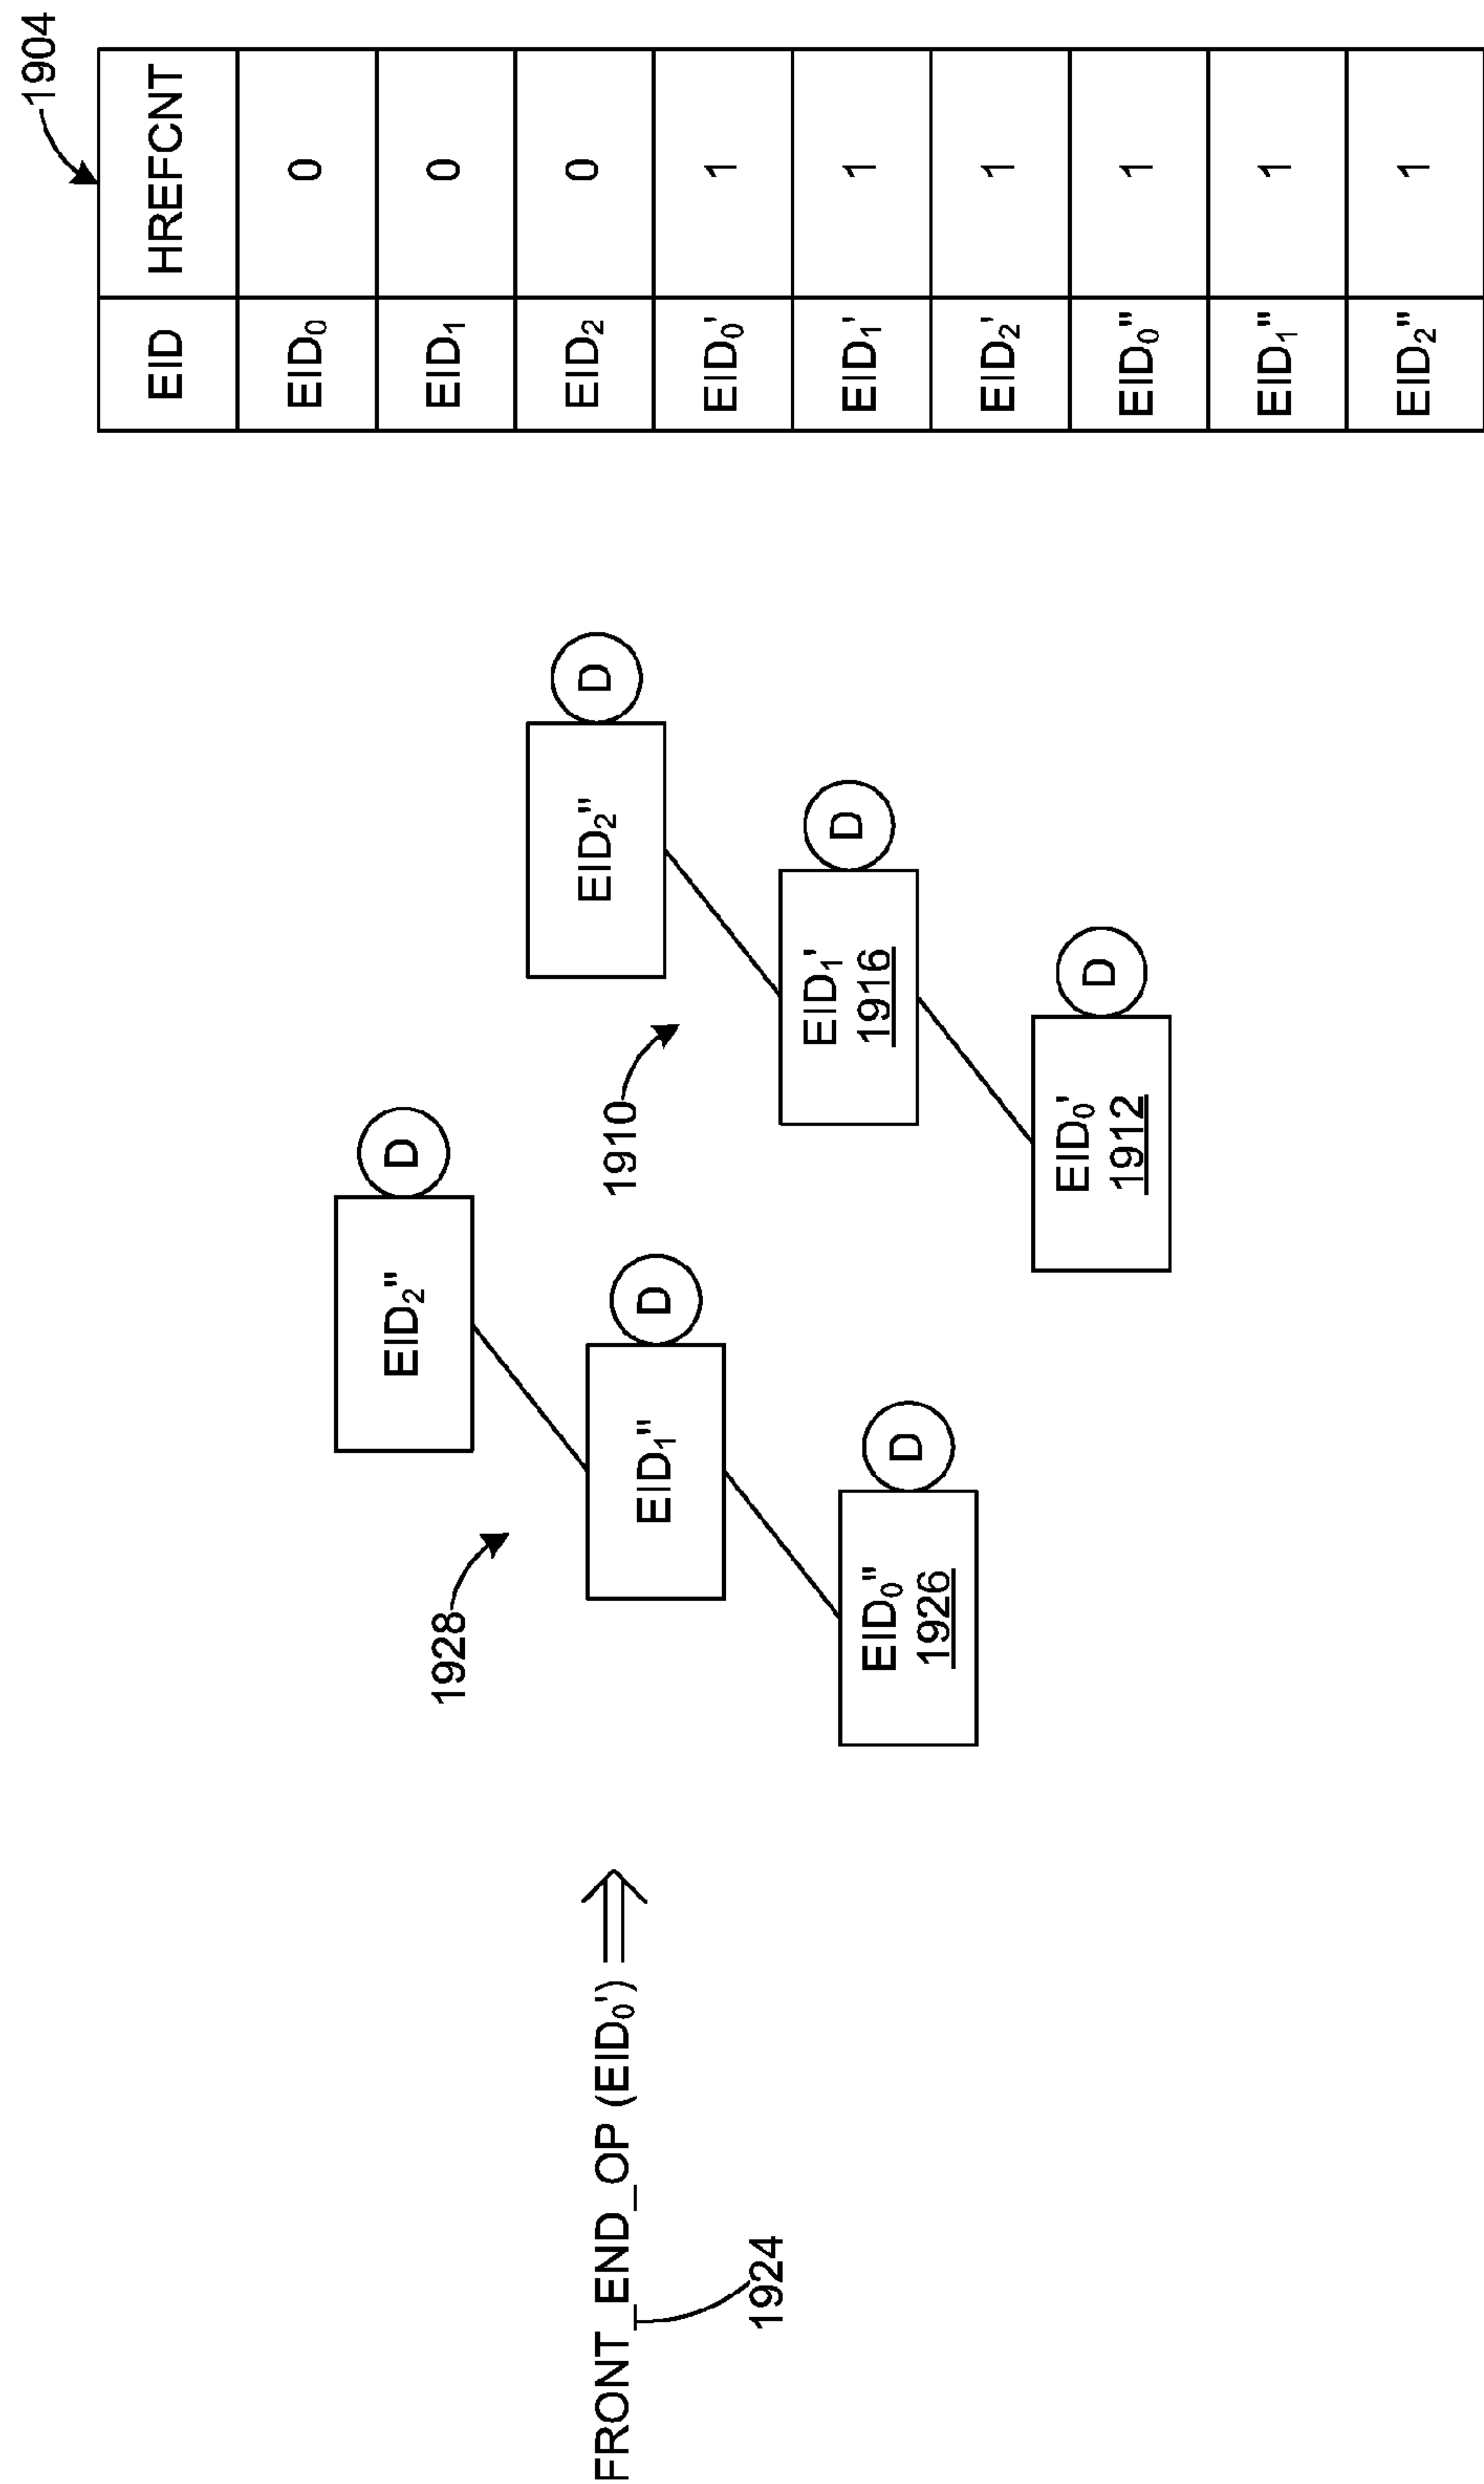 FRONT_END_OP (EID₀')
1924
1928
EID₂"
D
EID₁"
D
EID₀"
1926
D
1910
EID₂"
D
EID₁'
1916
D
EID₀'
1912
D
1904
EID HREFCNT
EID₀ 0
EID₁ 0
EID₂ 0
EID₀' 1
EID₁' 1
EID₂' 1
EID₀" 1
EID₁" 1
EID₂" 1